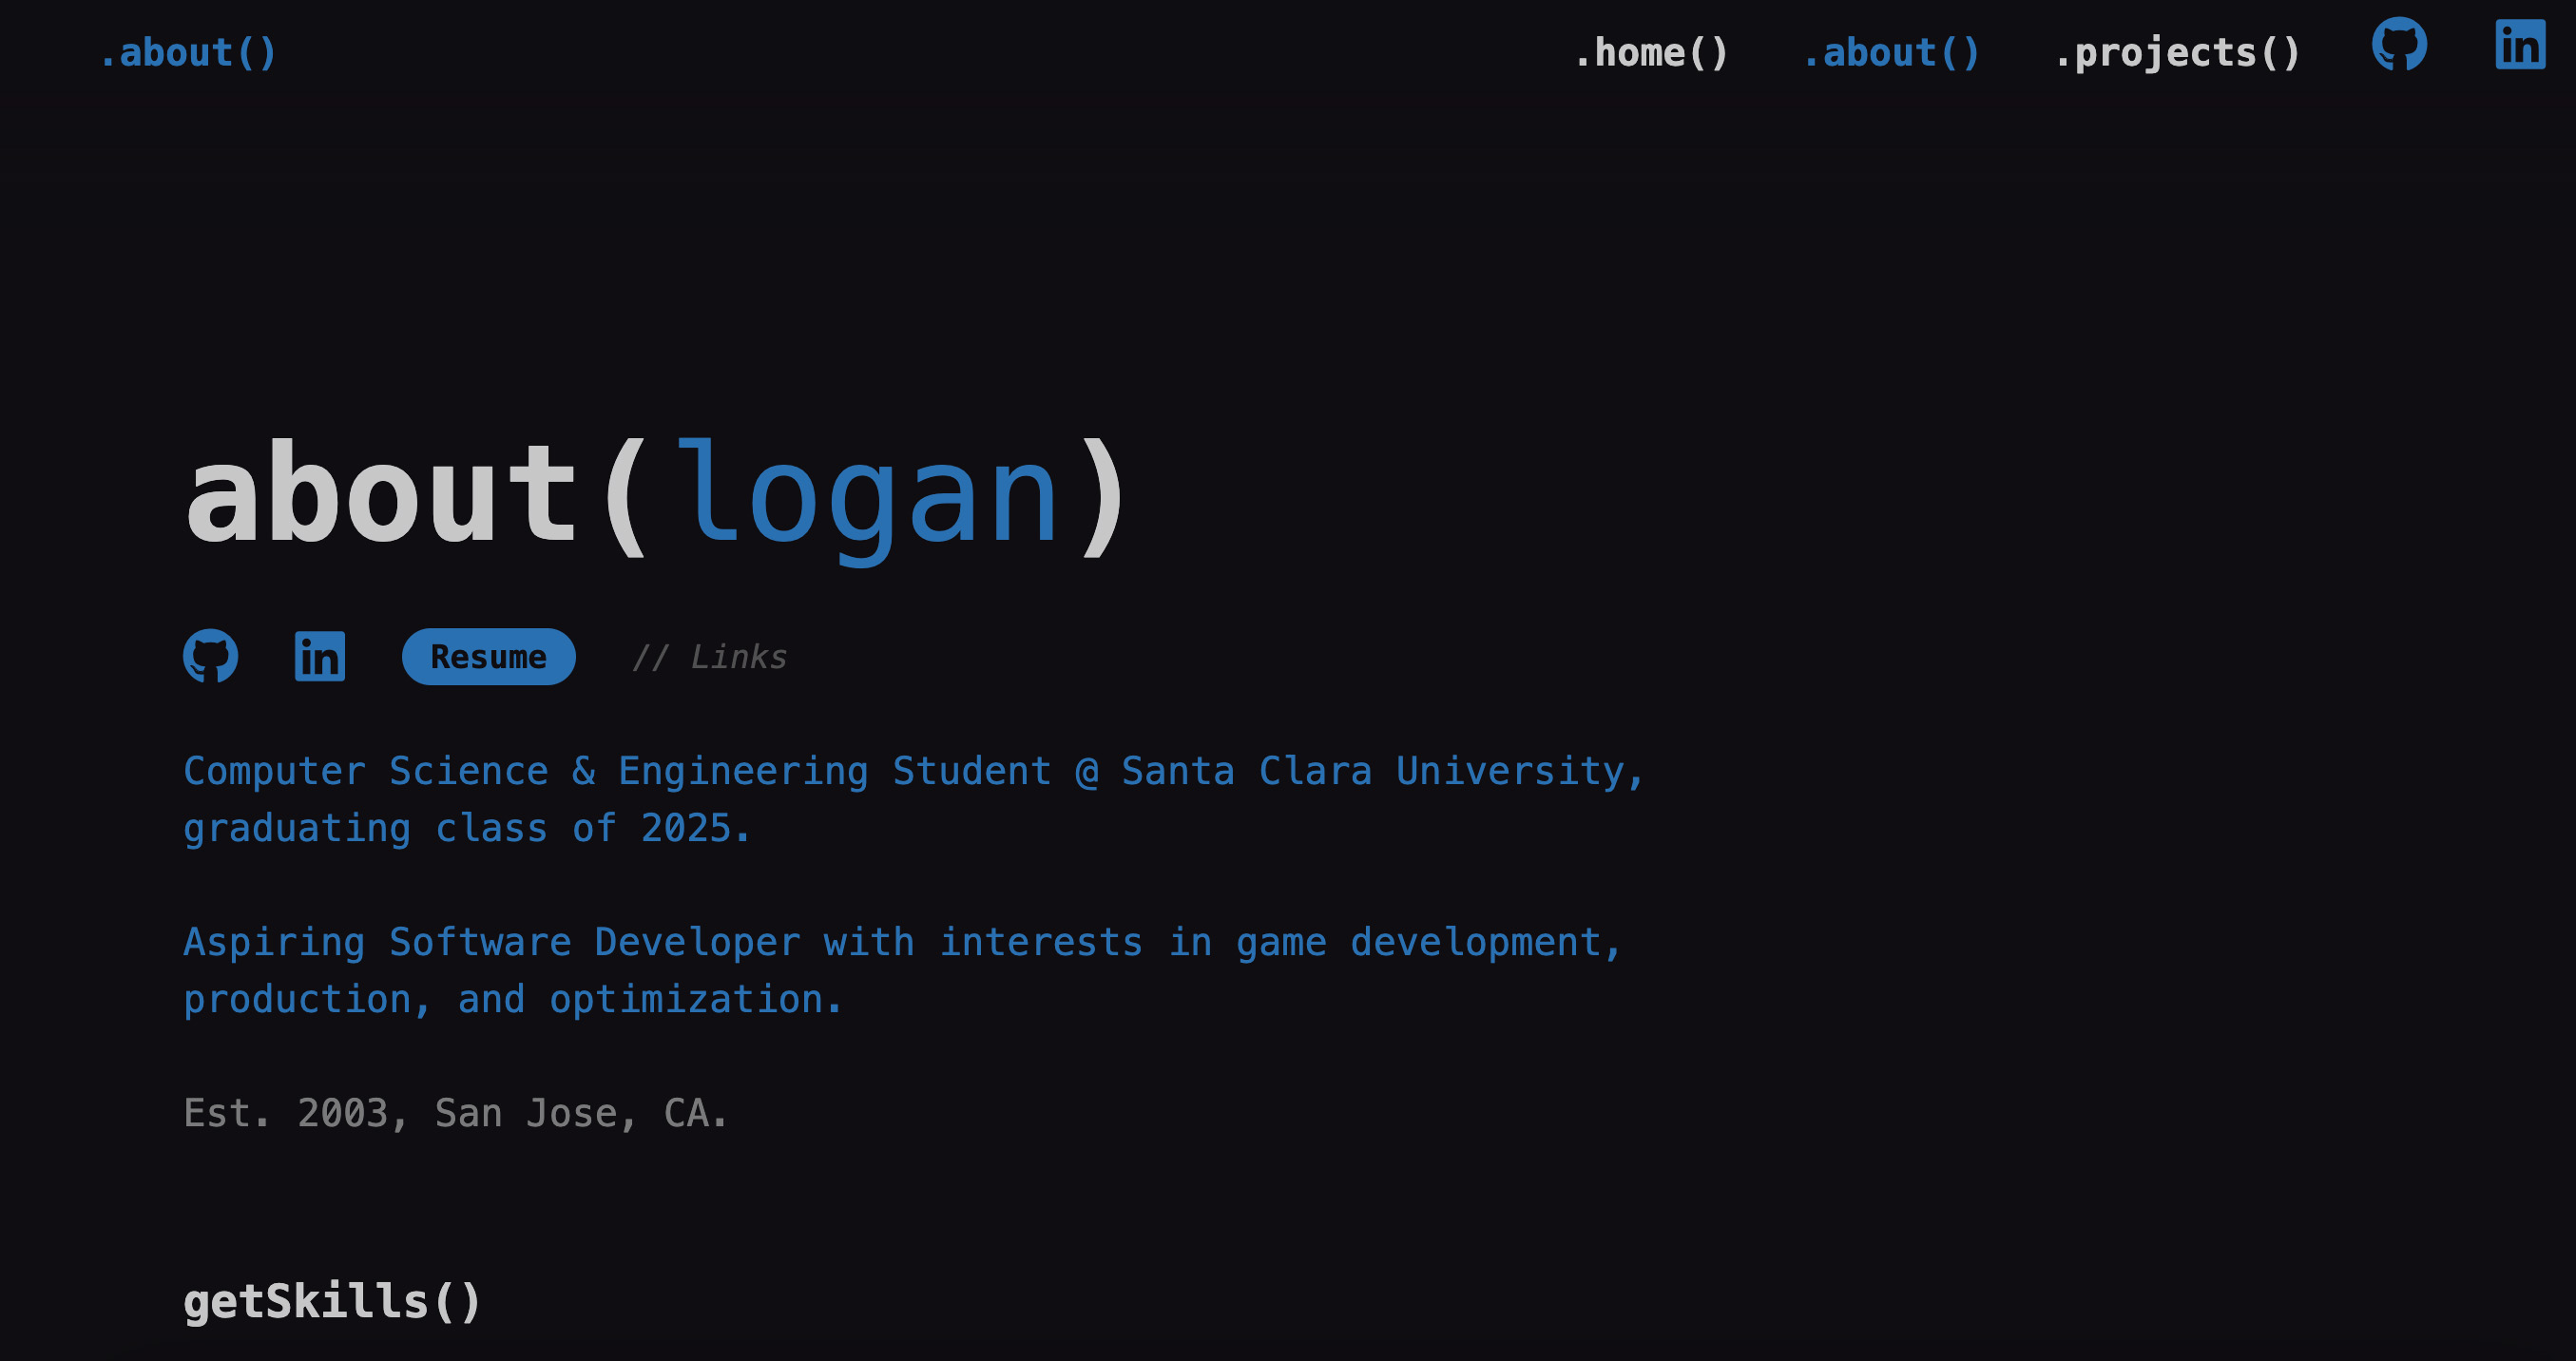 .about()
.home() .about() .projects()
about(logan)
Resume // Links
Computer Science & Engineering Student @ Santa Clara University,
graduating class of 2025.
Aspiring Software Developer with interests in game development,
production, and optimization.
Est. 2003, San Jose, CA.
getSkills()